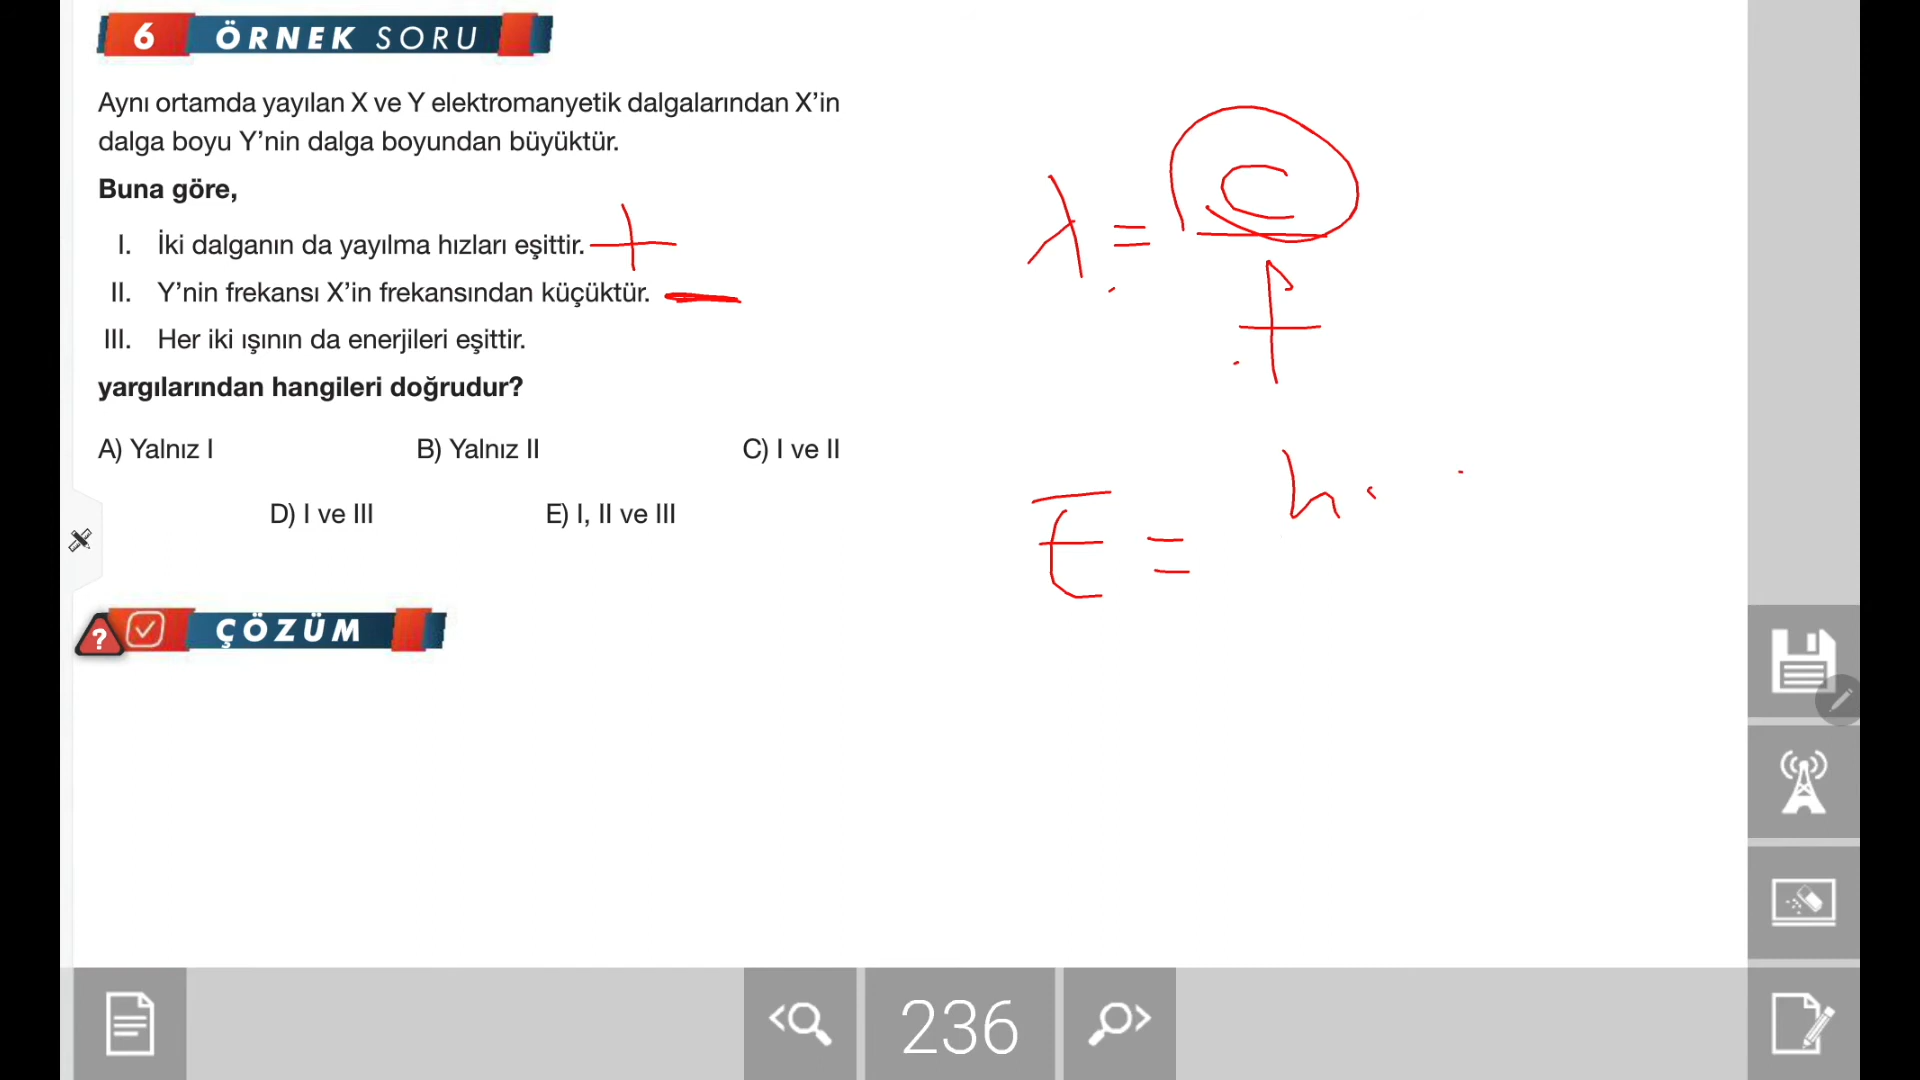 6 ÖRNEK SORU
Aynı ortamda yayılan X ve Y elektromanyetik dalgalarından X’in
dalga boyu Y’nin dalga boyundan büyüktür.
Buna göre,
I. İki dalganın da yayılma hızları eşittir. +
II. Y’nin frekansı X’in frekansından küçüktür. —
III. Her iki ışının da enerjileri eşittir.
yargılarından hangileri doğrudur?
A) Yalnız I B) Yalnız II C) I ve II
D) I ve III E) I, II ve III
? ÇÖZÜM
λ = c / f
E = h.
236